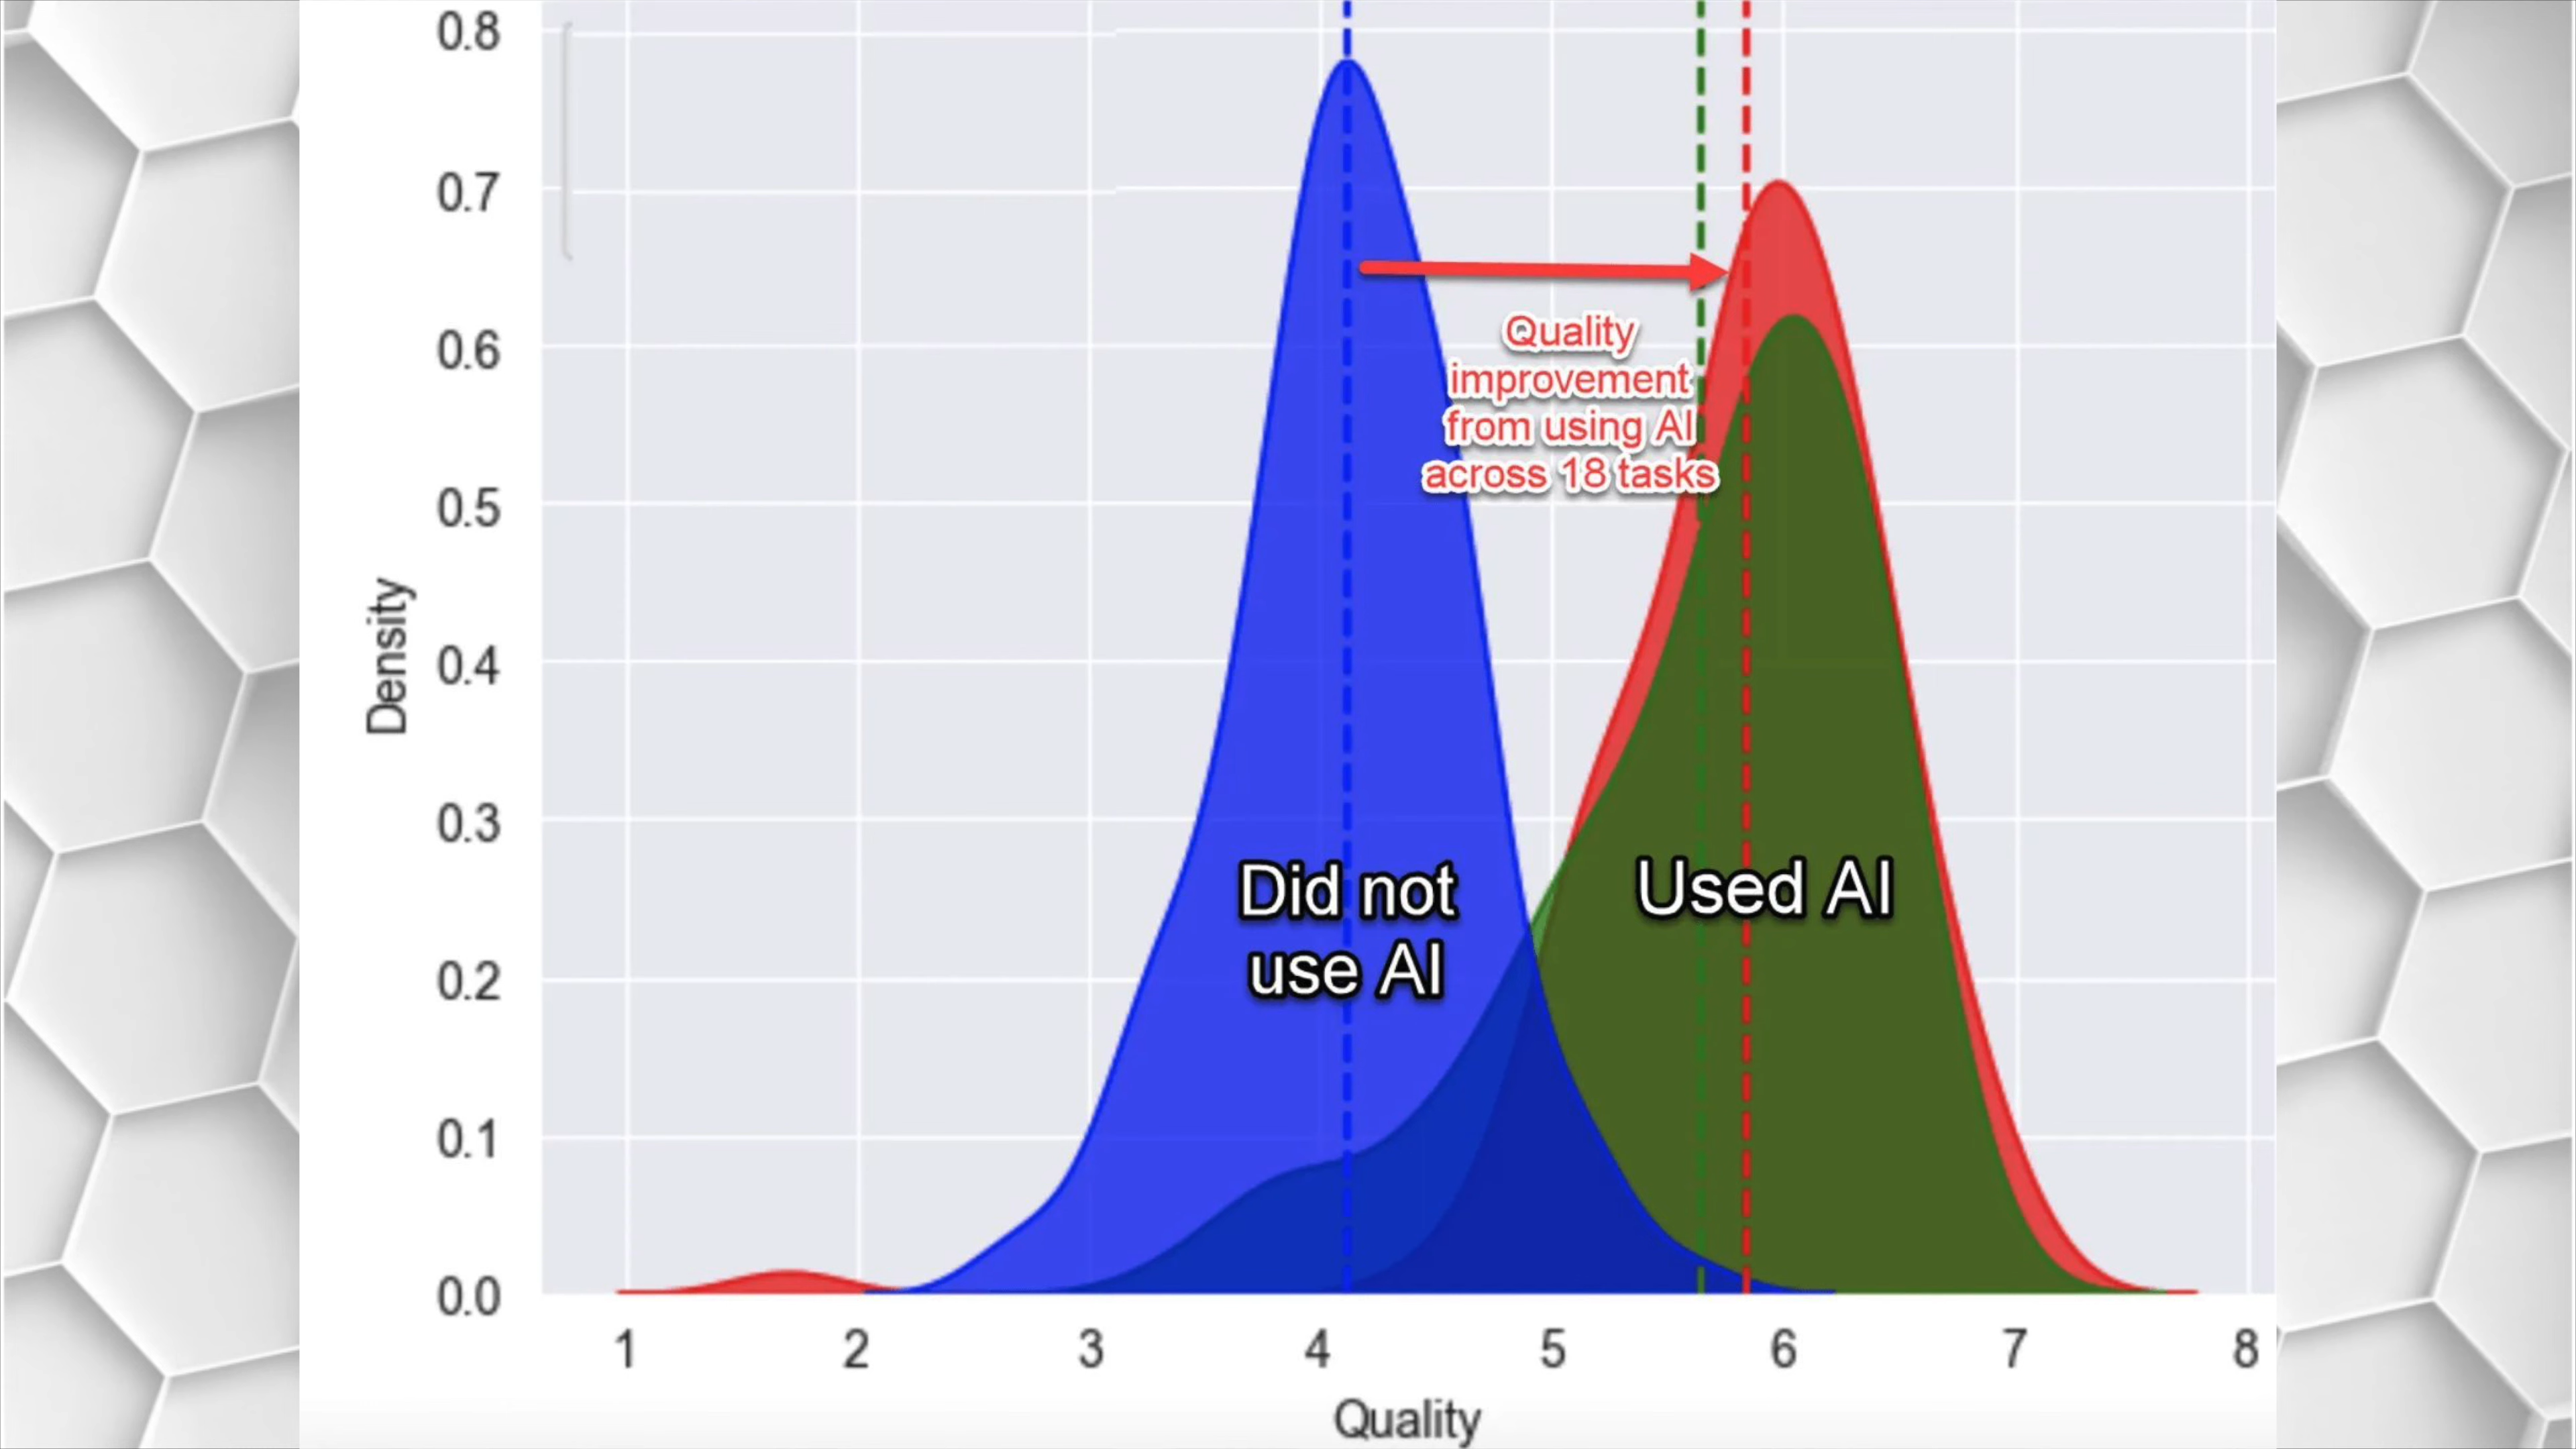 0.8
0.7
0.6
0.5
0.4
0.3
0.2
0.1
0.0
Density
Quality
improvement
from using AI
across 18 tasks
Did not
use AI
Used AI
1 2 3 4 5 6 7 8
Quality